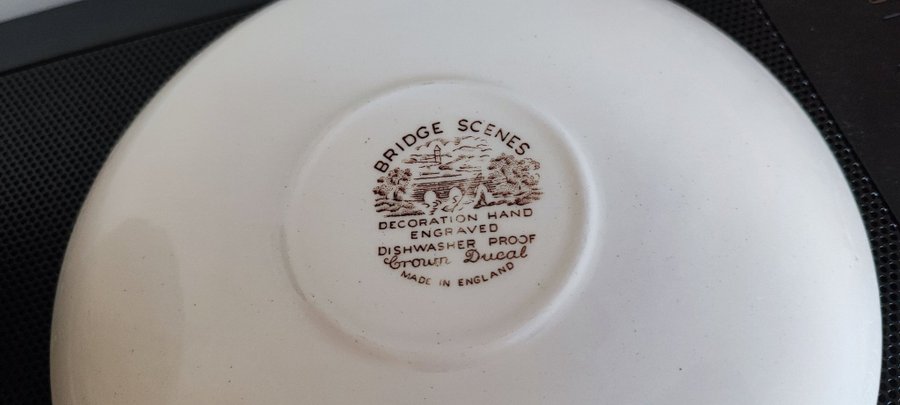 BRIDGE SCENES
DECORATION HAND
ENGRAVED
DISHWASHER PROOF
Crown Ducal
MADE IN ENGLAND